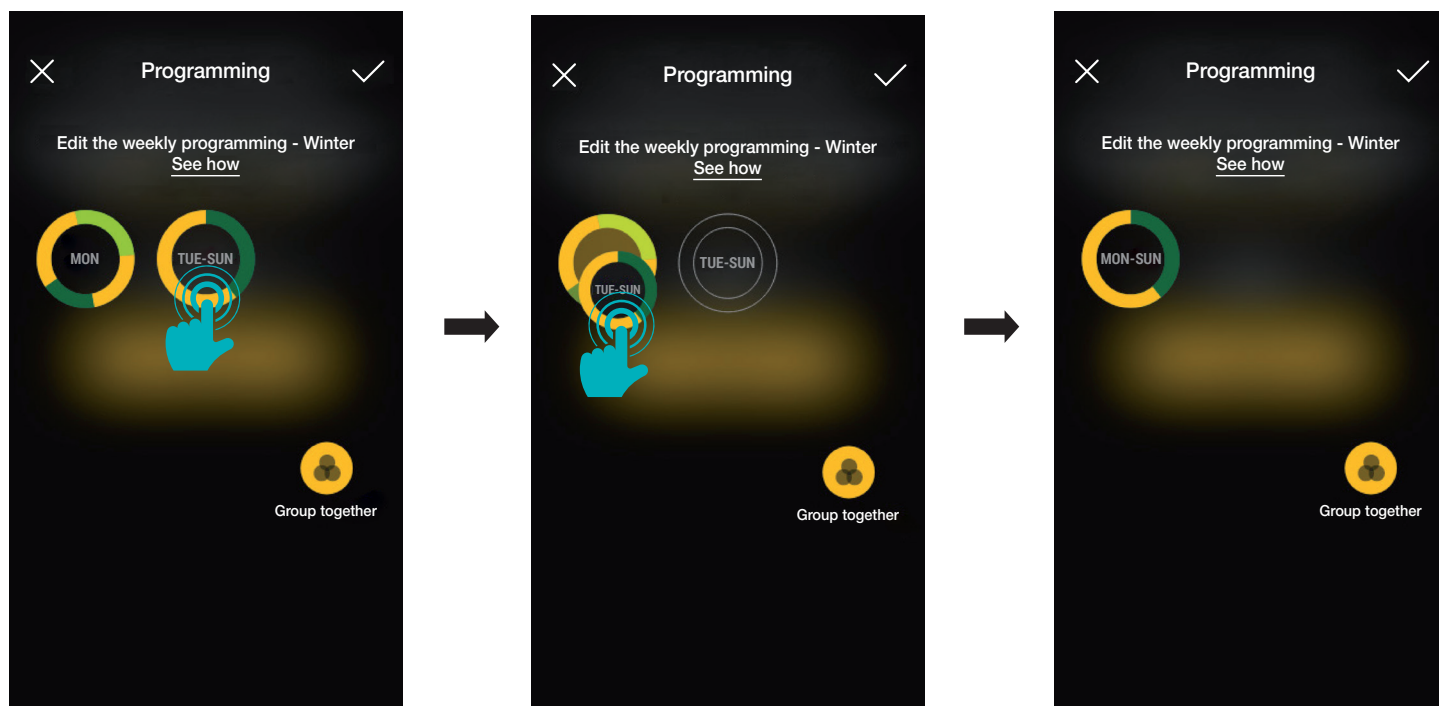 Programming
Edit the weekly programming - Winter
See how
MON
TUE-SUN
Group together
Programming
Edit the weekly programming - Winter
See how
TUE-SUN
TUE-SUN
Group together
Programming
Edit the weekly programming - Winter
See how
MON-SUN
Group together